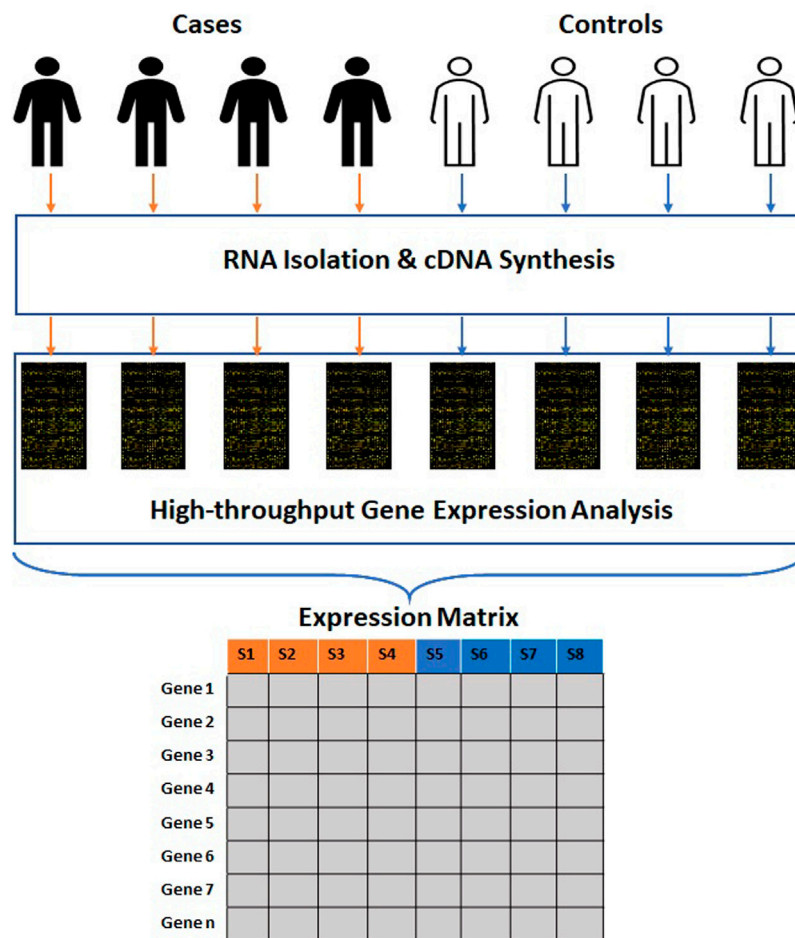 Cases Controls
RNA Isolation & cDNA Synthesis
High-throughput Gene Expression Analysis
Expression Matrix
S1 S2 S3 S4 S5 S6 S7 S8
Gene 1
Gene 2
Gene 3
Gene 4
Gene 5
Gene 6
Gene 7
Gene n